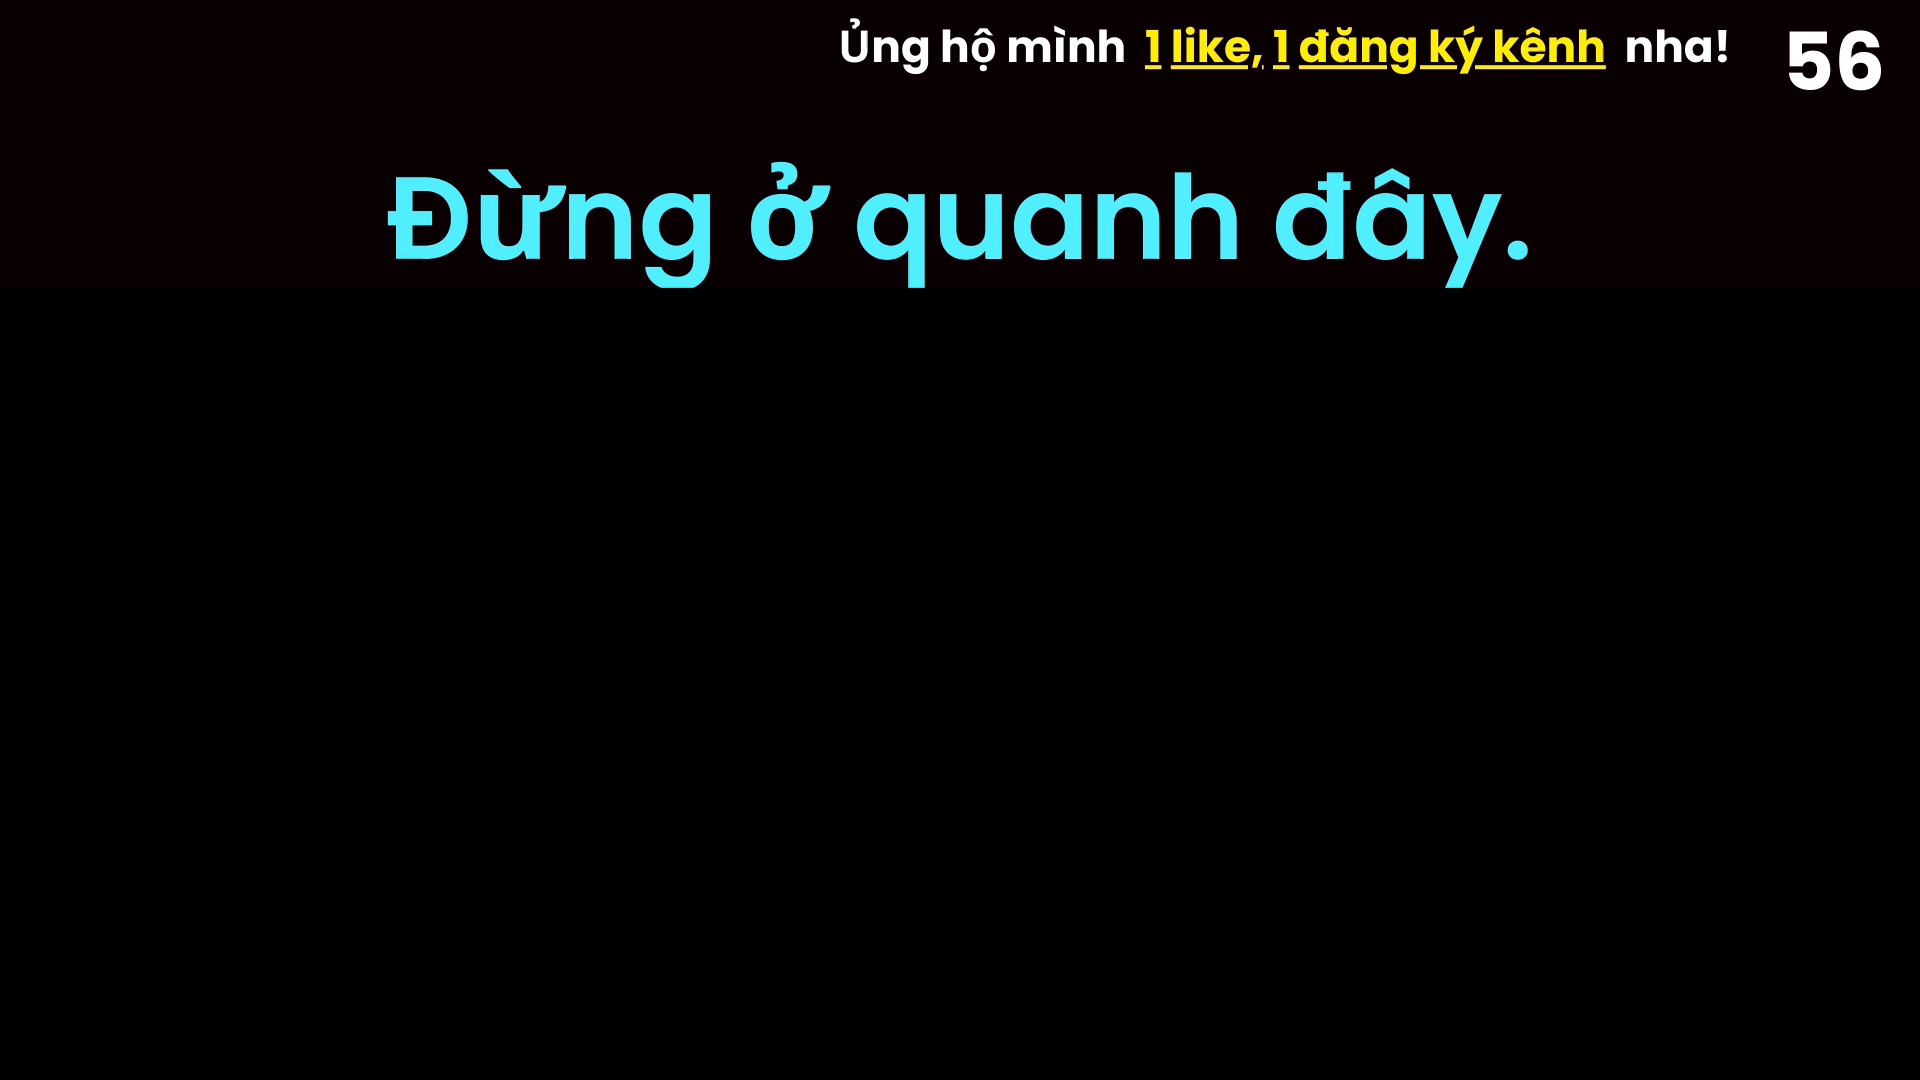 Ủng hộ mình 1 like, 1 đăng ký kênh nha! 56
Đừng ở quanh đây.